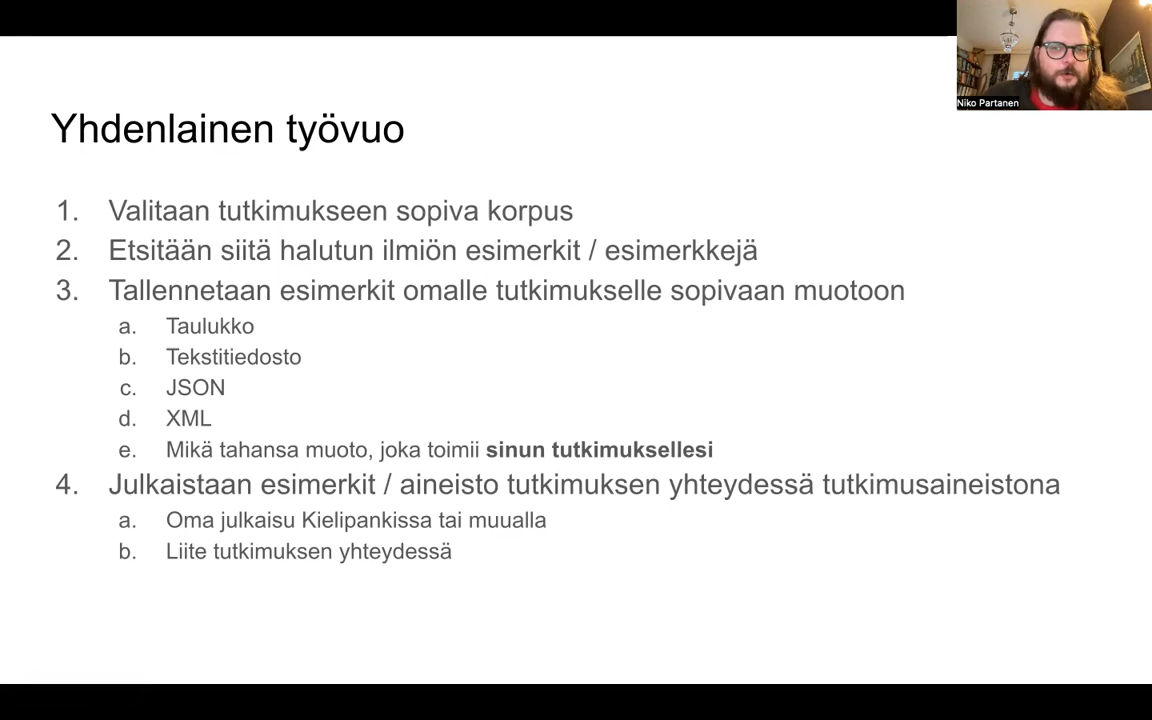 Niko Partanen
Yhdenlainen työvuo
1. Valitaan tutkimukseen sopiva korpus
2. Etsitään siitä halutun ilmiön esimerkit / esimerkkejä
3. Tallennetaan esimerkit omalle tutkimukselle sopivaan muotoon
a. Taulukko
b. Tekstitiedosto
c. JSON
d. XML
e. Mikä tahansa muoto, joka toimii sinun tutkimuksellesi
4. Julkaistaan esimerkit / aineisto tutkimuksen yhteydessä tutkimusaineistona
a. Oma julkaisu Kielipankissa tai muualla
b. Liite tutkimuksen yhteydessä